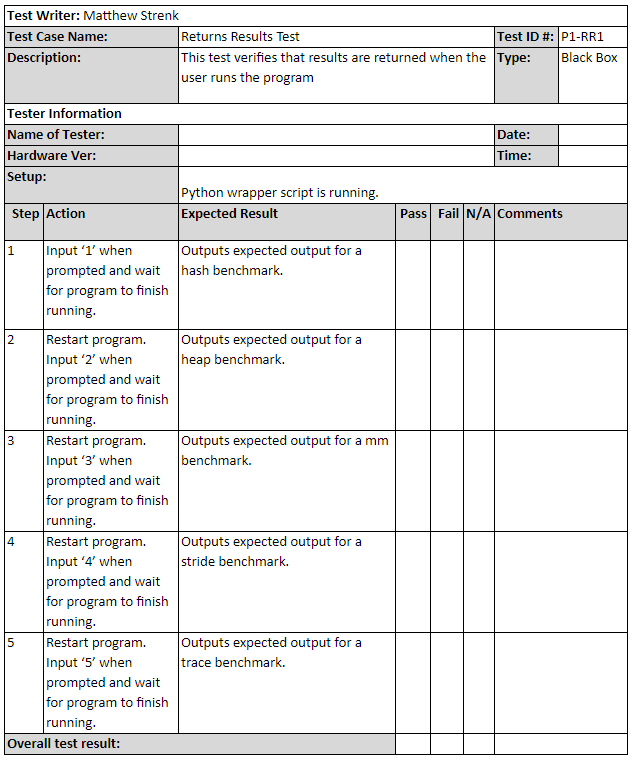 Test Writer: Matthew Strenk
Test Case Name: Returns Results Test Test ID #: P1-RR1
Description: This test verifies that results are returned when the Type: Black Box
user runs the program
Tester Information
Name of Tester: Date:
Hardware Ver: Time:
Setup:
Python wrapper script is running.
Step Action Expected Result Pass Fail N/A Comments
1 Input ‘1’ when Outputs expected output for a
prompted and wait hash benchmark.
for program to finish
running.
2 Restart program. Outputs expected output for a
Input ‘2’ when heap benchmark.
prompted and wait
for program to finish
running.
3 Restart program. Outputs expected output for a mm
Input ‘3’ when benchmark.
prompted and wait
for program to finish
running.
4 Restart program. Outputs expected output for a
Input ‘4’ when stride benchmark.
prompted and wait
for program to finish
running.
5 Restart program. Outputs expected output for a
Input ‘5’ when trace benchmark.
prompted and wait
for program to finish
running.
Overall test result: